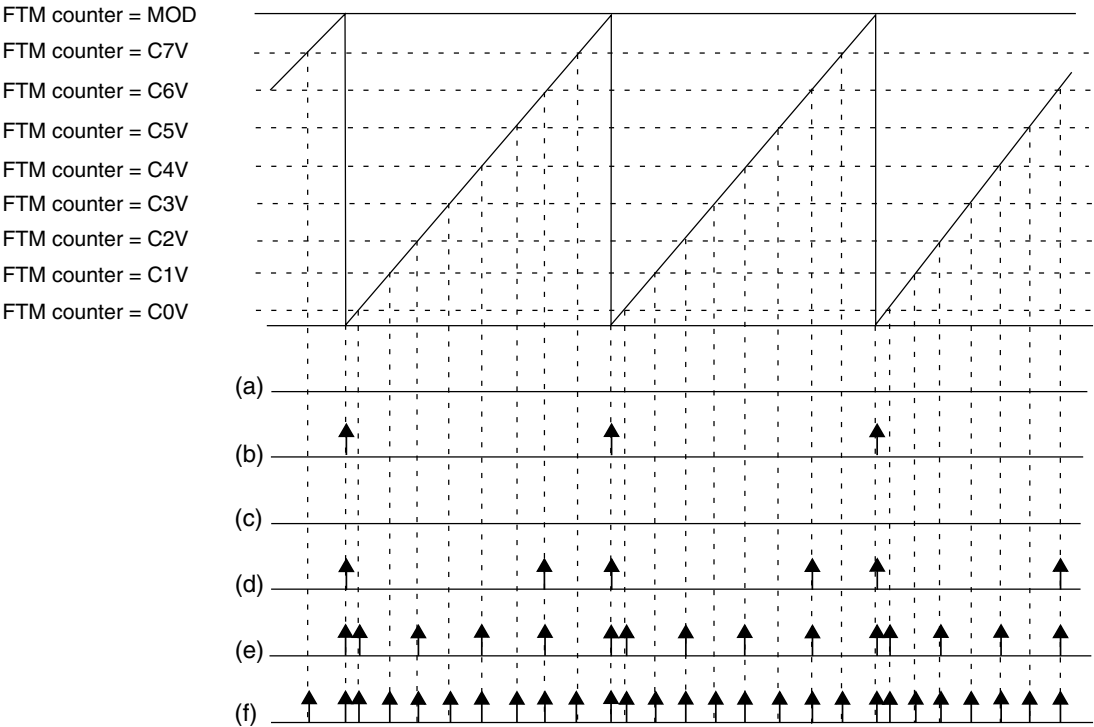 FTM counter = MOD
FTM counter = C7V
FTM counter = C6V
FTM counter = C5V
FTM counter = C4V
FTM counter = C3V
FTM counter = C2V
FTM counter = C1V
FTM counter = C0V
(a)
(b)
(c)
(d)
(e)
(f)